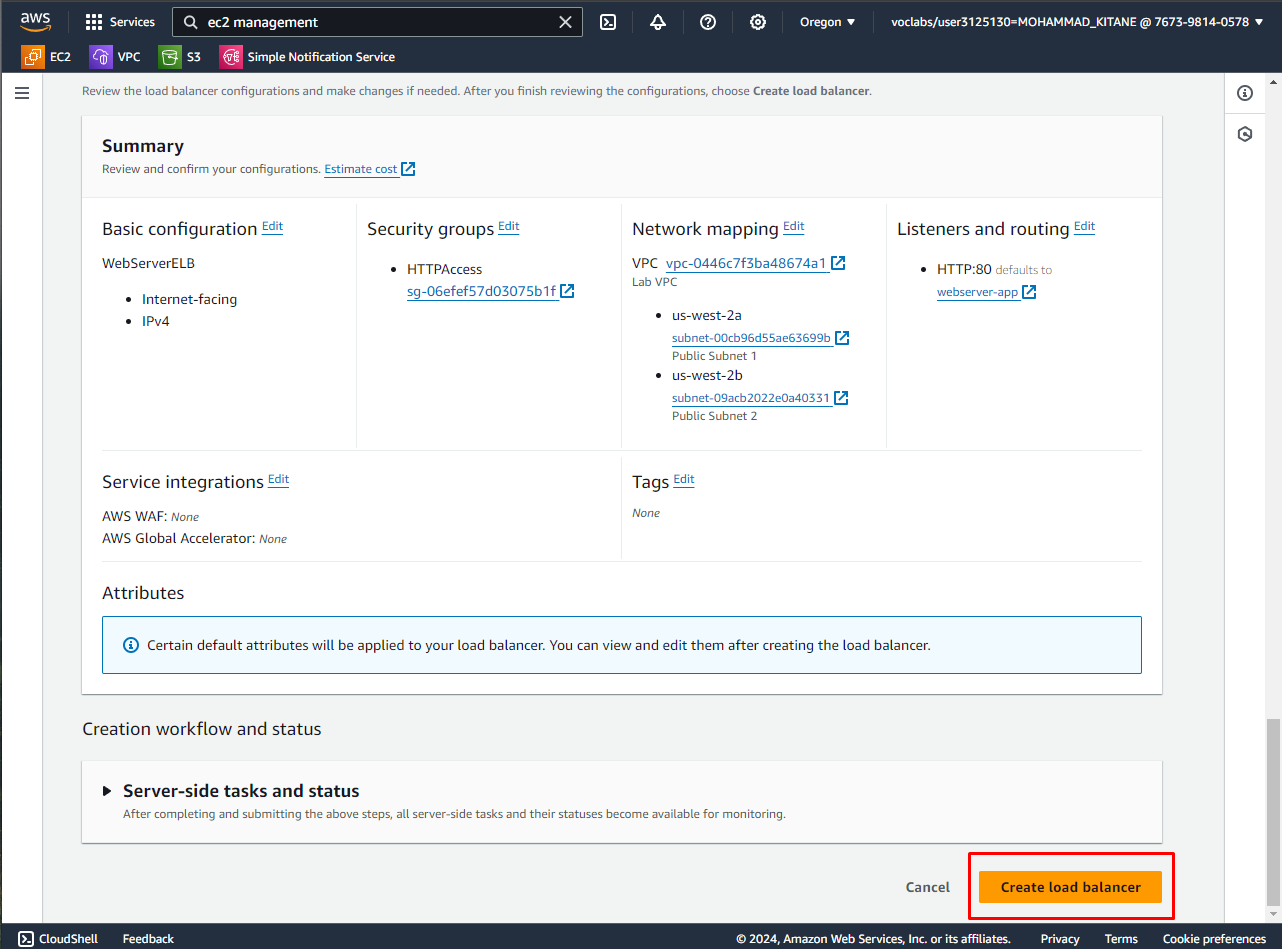 aws
Services
ec2 management
Oregon
voclabs/user3125130=MOHAMMAD_KITANE @ 7673-9814-0578
EC2
VPC
S3
Simple Notification Service
Review the load balancer configurations and make changes if needed. After you finish reviewing the configurations, choose Create load balancer.
Summary
Review and confirm your configurations. Estimate cost
Basic configuration Edit
WebServerELB
Internet-facing
IPv4
Security groups Edit
HTTPAccess
sg-06efef57d03075b1f
Network mapping Edit
VPC vpc-0446c7f3ba48674a1
Lab VPC
us-west-2a
subnet-00cb96d55ae63699b
Public Subnet 1
us-west-2b
subnet-09acb2022e0a40331
Public Subnet 2
Listeners and routing Edit
HTTP:80 defaults to
webserver-app
Service integrations Edit
AWS WAF: None
AWS Global Accelerator: None
Tags Edit
None
Attributes
Certain default attributes will be applied to your load balancer. You can view and edit them after creating the load balancer.
Creation workflow and status
Server-side tasks and status
After completing and submitting the above steps, all server-side tasks and their statuses become available for monitoring.
Cancel
Create load balancer
CloudShell
Feedback
© 2024, Amazon Web Services, Inc. or its affiliates.
Privacy
Terms
Cookie preferences